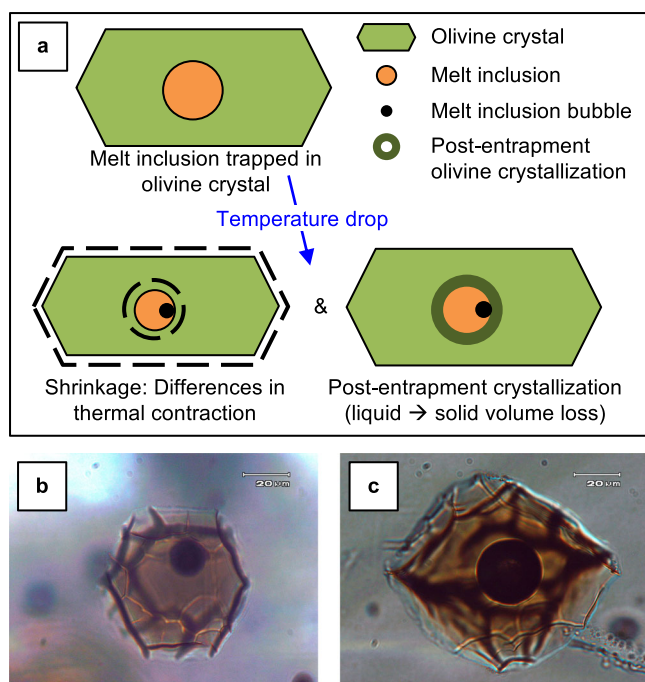 a
Olivine crystal
Melt inclusion
Melt inclusion bubble
Post-entrapment
olivine crystallization
Melt inclusion trapped in
olivine crystal
Temperature drop
&
Shrinkage: Differences in
thermal contraction
Post-entrapment crystallization
(liquid → solid volume loss)
b
20 µm
c
20 µm